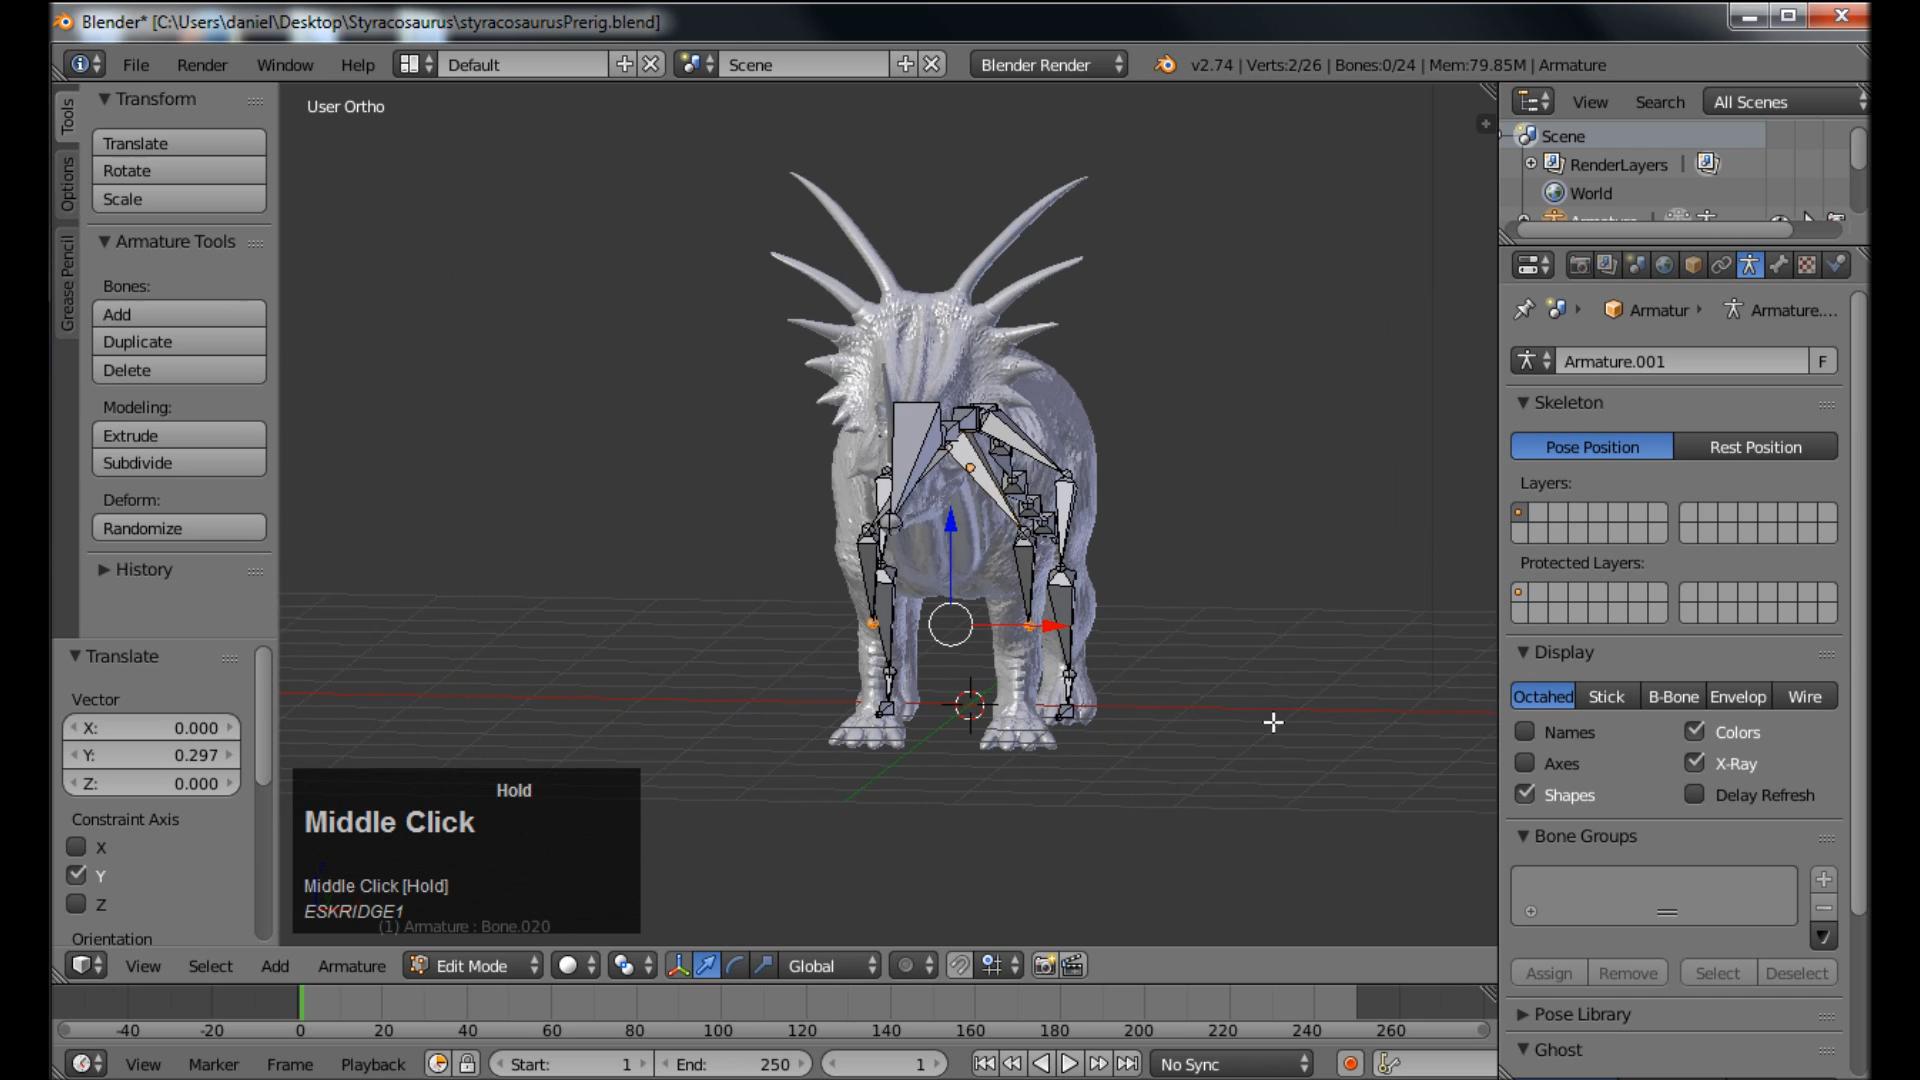 Blender* [C:\Users\daniel\Desktop\Styracosaurus\styracosaurusPrerig.blend]
File Render Window Help Default Scene Blender Render v2.74 | Verts:2/26 | Bones:0/24 | Mem:79.85M | Armature
Tools
Options
Grease Pencil
Transform
Translate
Rotate
Scale
Armature Tools
Bones:
Add
Duplicate
Delete
Modeling:
Extrude
Subdivide
Deform:
Randomize
History
Translate
Vector
X: 0.000
Y: 0.297
Z: 0.000
Constraint Axis
X
Y
Z
Orientation
User Ortho
Hold
Middle Click
Middle Click [Hold]
ESKRIDGE1
(1) Armature : Bone.020
View Select Add Armature Edit Mode Global
-40 -20 0 20 40 60 80 100 120 140 160 180 200 220 240 260
View Marker Frame Playback Start: 1 End: 250 1 No Sync
View Search All Scenes
Scene
RenderLayers |
World
Armature
Armatur Armature....
Armature.001 F
Skeleton
Pose Position Rest Position
Layers:
Protected Layers:
Display
Octahed Stick B-Bone Envelop Wire
Names Colors
Axes X-Ray
Shapes Delay Refresh
Bone Groups
Assign Remove Select Deselect
Pose Library
Ghost